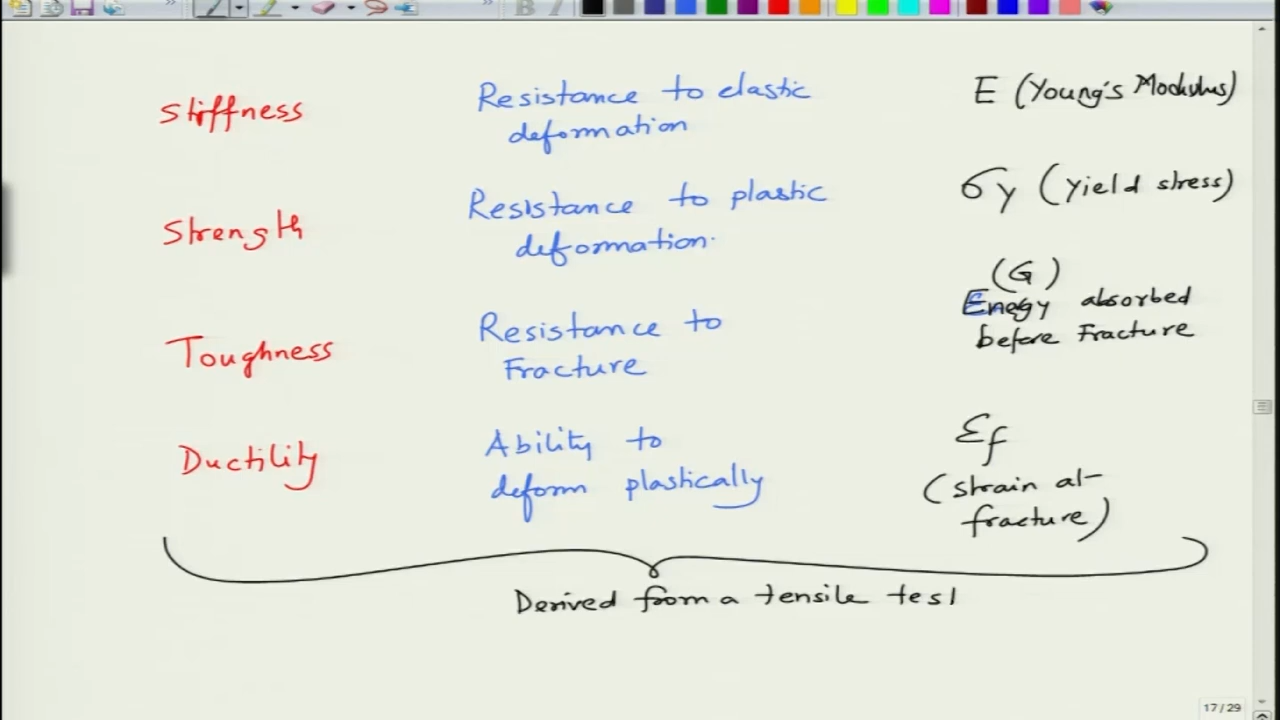 B I
Stiffness
Resistance to elastic
deformation
E (Young's Modulus)
Strength
Resistance to plastic
deformation.
σy (Yield stress)
Toughness
Resistance to
Fracture
(G)
Enegy absorbed
before Fracture
Ductility
Ability to
deform plastically
εf
(strain at
fracture)
Derived from a tensile test
17 / 29